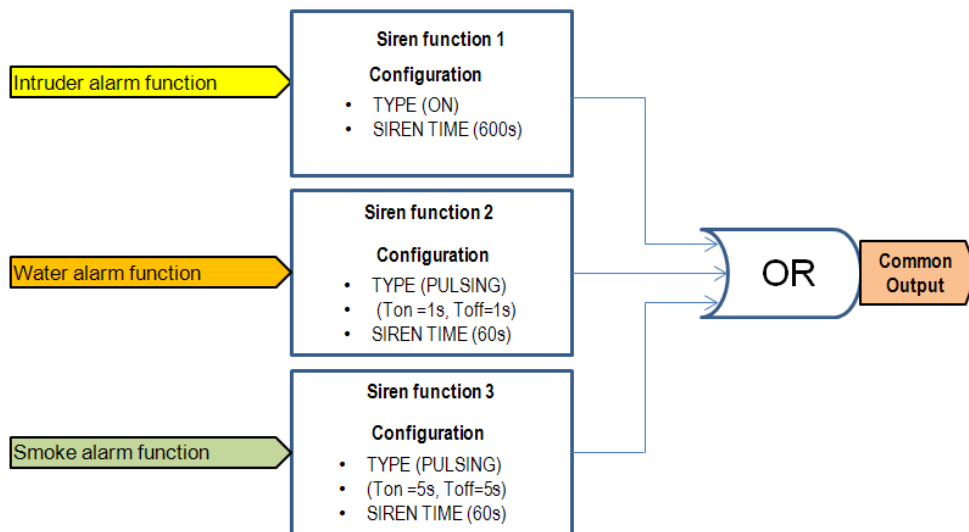 Intruder alarm function
Siren function 1
Configuration
• TYPE (ON)
• SIREN TIME (600s)
Water alarm function
Siren function 2
Configuration
• TYPE (PULSING)
• (Ton =1s, Toff=1s)
• SIREN TIME (60s)
Smoke alarm function
Siren function 3
Configuration
• TYPE (PULSING)
• (Ton =5s, Toff=5s)
• SIREN TIME (60s)
OR
Common
Output